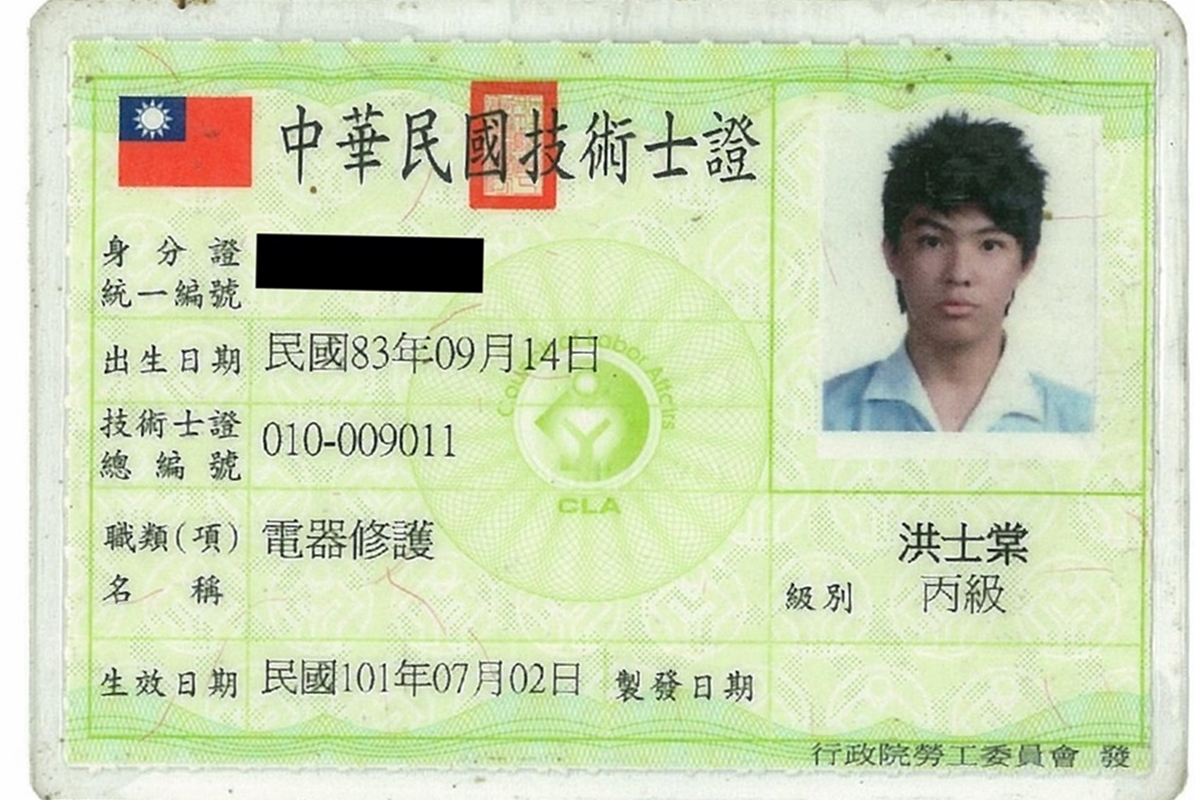 中華民國技術士證
身分證
統一編號
出生日期 民國83年09月14日
技術士證
總編號 010-009011
職類(項) 電器修護
名稱
洪士棠
級別 丙級
生效日期 民國101年07月02日 製發日期
行政院勞工委員會 發
Labor Affairs
CLA